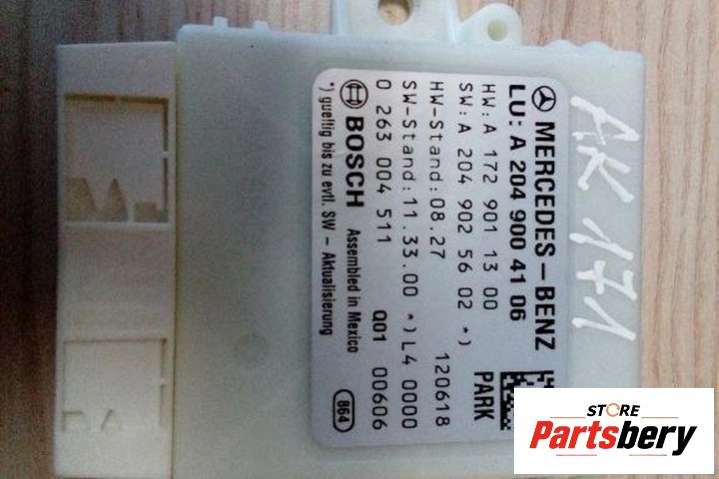 MERCEDES-BENZ
LU: A 204 900 41 06
HW: A 172 901 13 00
SW: A 204 902 56 02 *)
PARK
HW-Stand: 08.27 120618
SW-Stand: 11.33.00 *) L4 0000
0 263 004 511 Q01 00606
BOSCH Assembled in Mexico 864
*) gueltig bis zu evtl. SW - Aktualisierung
AK 171
STORE
Partsbery